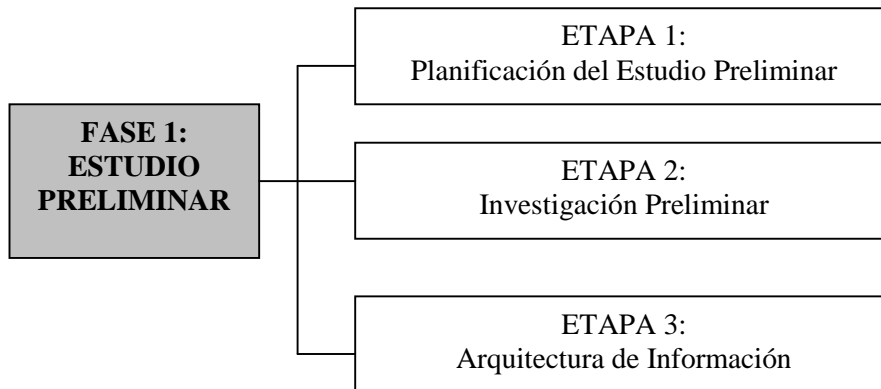 FASE 1:
ESTUDIO
PRELIMINAR
ETAPA 1:
Planificación del Estudio Preliminar
ETAPA 2:
Investigación Preliminar
ETAPA 3:
Arquitectura de Información